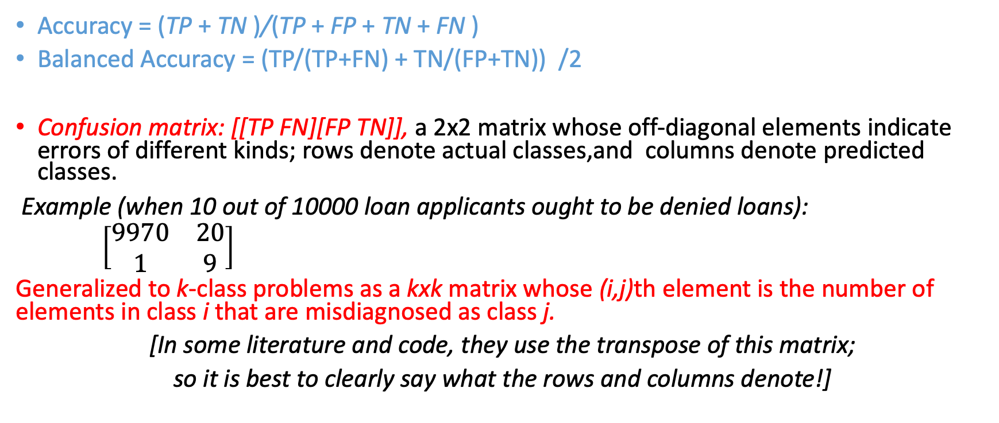 • Accuracy = (TP + TN )/(TP + FP + TN + FN )
• Balanced Accuracy = (TP/(TP+FN) + TN/(FP+TN))  /2
• Confusion matrix: [[TP FN][FP TN]], a 2x2 matrix whose off-diagonal elements indicate
errors of different kinds; rows denote actual classes,and  columns denote predicted
classes.
Example (when 10 out of 10000 loan applicants ought to be denied loans):
[9970 20]
[1 9]
Generalized to k-class problems as a kxk matrix whose (i,j)th element is the number of
elements in class i that are misdiagnosed as class j.
[In some literature and code, they use the transpose of this matrix;
so it is best to clearly say what the rows and columns denote!]